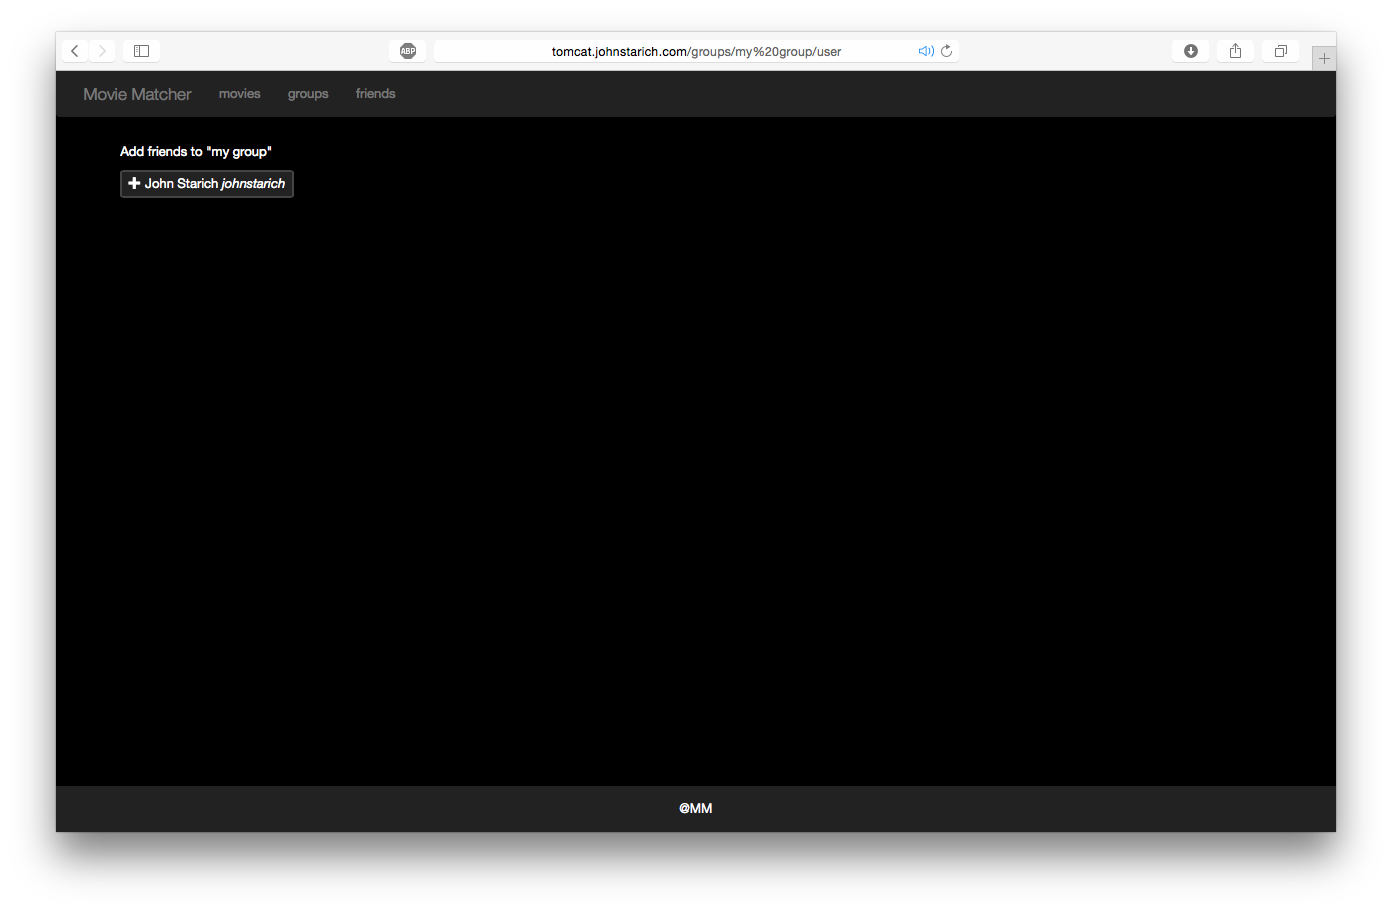 ABP
tomcat.johnstarich.com/groups/my%20group/user
Movie Matcher movies groups friends
Add friends to "my group"
John Starich johnstarich
@MM